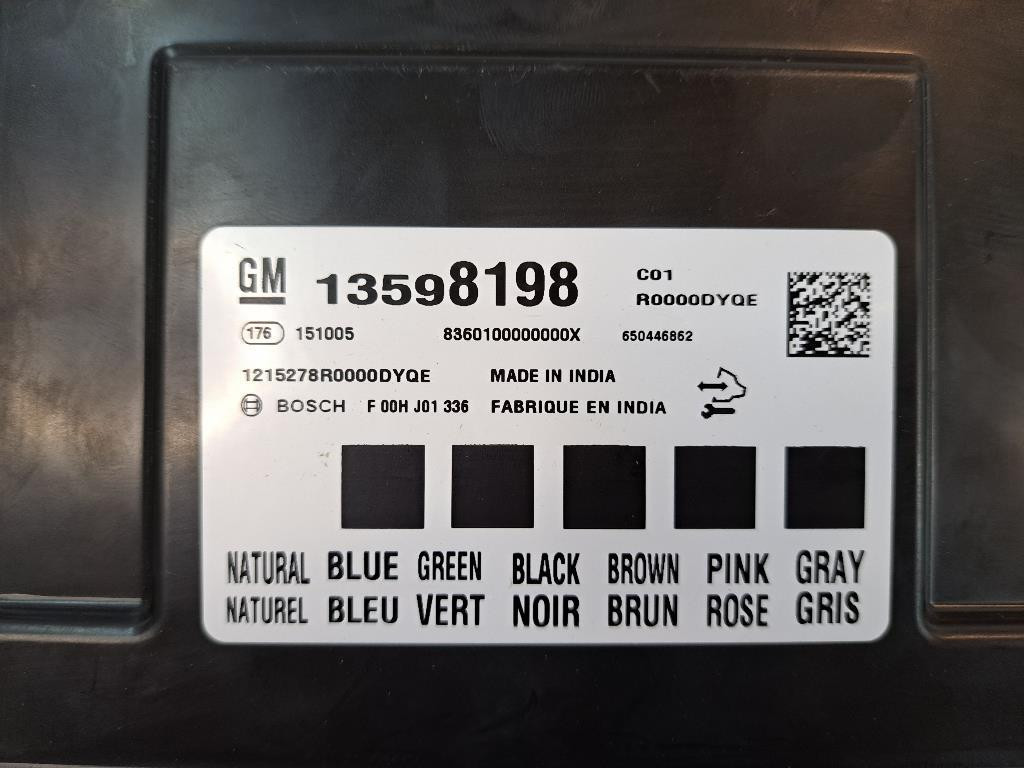 GM 13598198 C01
R0000DYQE
176 151005 8360100000000X 650446862
1215278R0000DYQE MADE IN INDIA
BOSCH F 00H J01 336 FABRIQUE EN INDIA
NATURAL BLUE GREEN BLACK BROWN PINK GRAY
NATUREL BLEU VERT NOIR BRUN ROSE GRIS